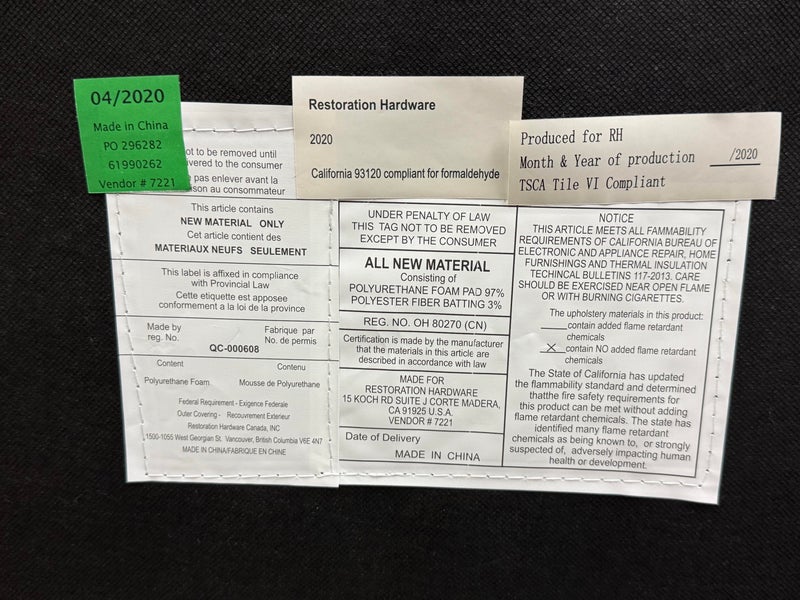 04/2020
Made in China
PO 296282
61990262
Vendor # 7221
Restoration Hardware
2020
California 93120 compliant for formaldehyde
Produced for RH
Month & Year of production /2020
TSCA Tile VI Compliant
ot to be removed until
ivered to the consumer
pas enlever avant la
ison au consommateur
This article contains
NEW MATERIAL ONLY
Cet article contient des
MATERIAUX NEUFS SEULEMENT
This label is affixed in compliance
with Provincial Law
Cette etiquette est apposee
conformement a la loi de la province
Made by
reg. No.
Fabrique par
No. de permis
QC-000608
Content Contenu
Polyurethane Foam Mousse de Polyurethane
Federal Requirement - Exigence Federale
Outer Covering - Recouvrement Exterieur
Restoration Hardware Canada, INC
1500-1055 West Georgian St. Vancouver, British Columbia V6E 4N7
MADE IN CHINA/FABRIQUE EN CHINE
UNDER PENALTY OF LAW
THIS TAG NOT TO BE REMOVED
EXCEPT BY THE CONSUMER
ALL NEW MATERIAL
Consisting of
POLYURETHANE FOAM PAD 97%
POLYESTER FIBER BATTING 3%
REG. NO. OH 80270 (CN)
Certification is made by the manufacturer
that the materials in this article are
described in accordance with law
MADE FOR
RESTORATION HARDWARE
15 KOCH RD SUITE J CORTE MADERA,
CA 91925 U.S.A.
VENDOR # 7221
Date of Delivery
MADE IN CHINA
NOTICE
THIS ARTICLE MEETS ALL FAMMABILITY
REQUIREMENTS OF CALIFORNIA BUREAU OF
ELECTRONIC AND APPLIANCE REPAIR, HOME
FURNISHINGS AND THERMAL INSULATION
TECHNICAL BULLETINS 117-2013. CARE
SHOULD BE EXERCISED NEAR OPEN FLAME
OR WITH BURNING CIGARETTES.
The upholstery materials in this product:
contain added flame retardant
chemicals
X contain NO added flame retardant
chemicals
The State of California has updated
the flammability standard and determined
thatthe fire safety requirements for
this product can be met without adding
flame retardant chemicals. The state has
identified many flame retardant
chemicals as being known to, or strongly
suspected of, adversely impacting human
health or development.